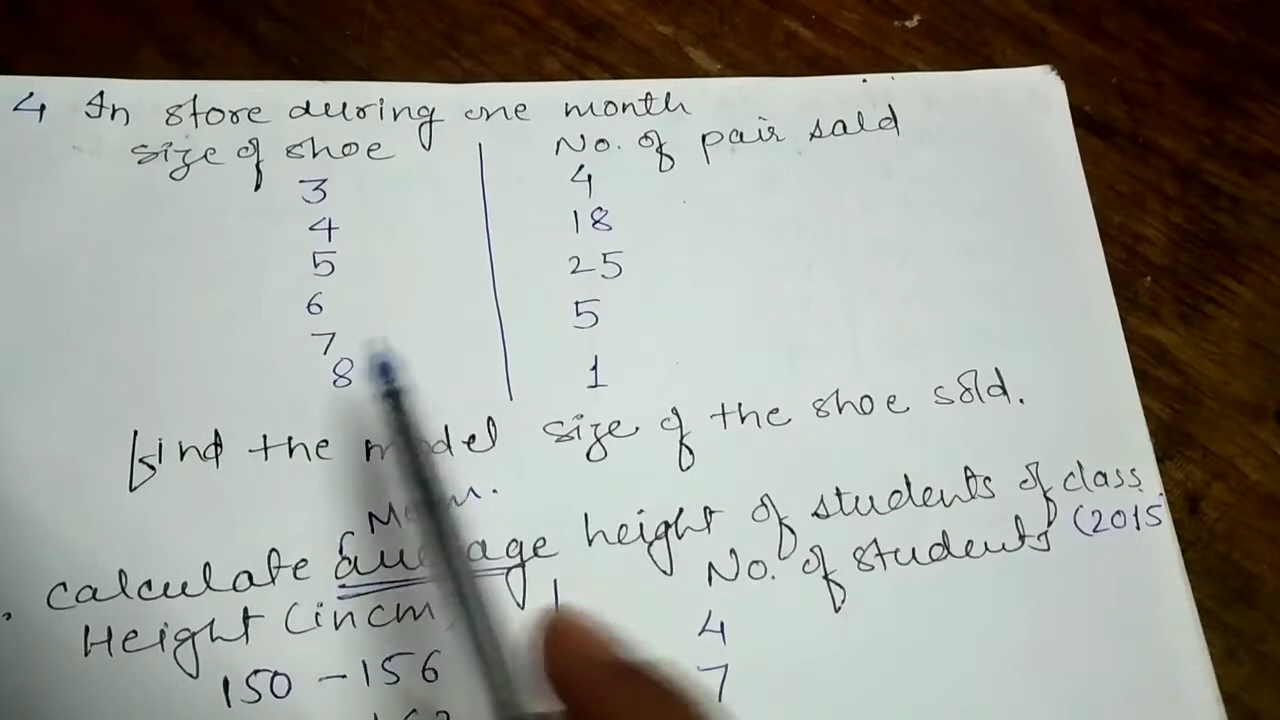 4 In store during one month
size of shoe No. of pair sald
3 4
4 18
5 25
6 5
7
8 1
find the model size of the shoe sold.
calculate height of students of class
Height (in cm No. of students (2015
150 - 156 4
7